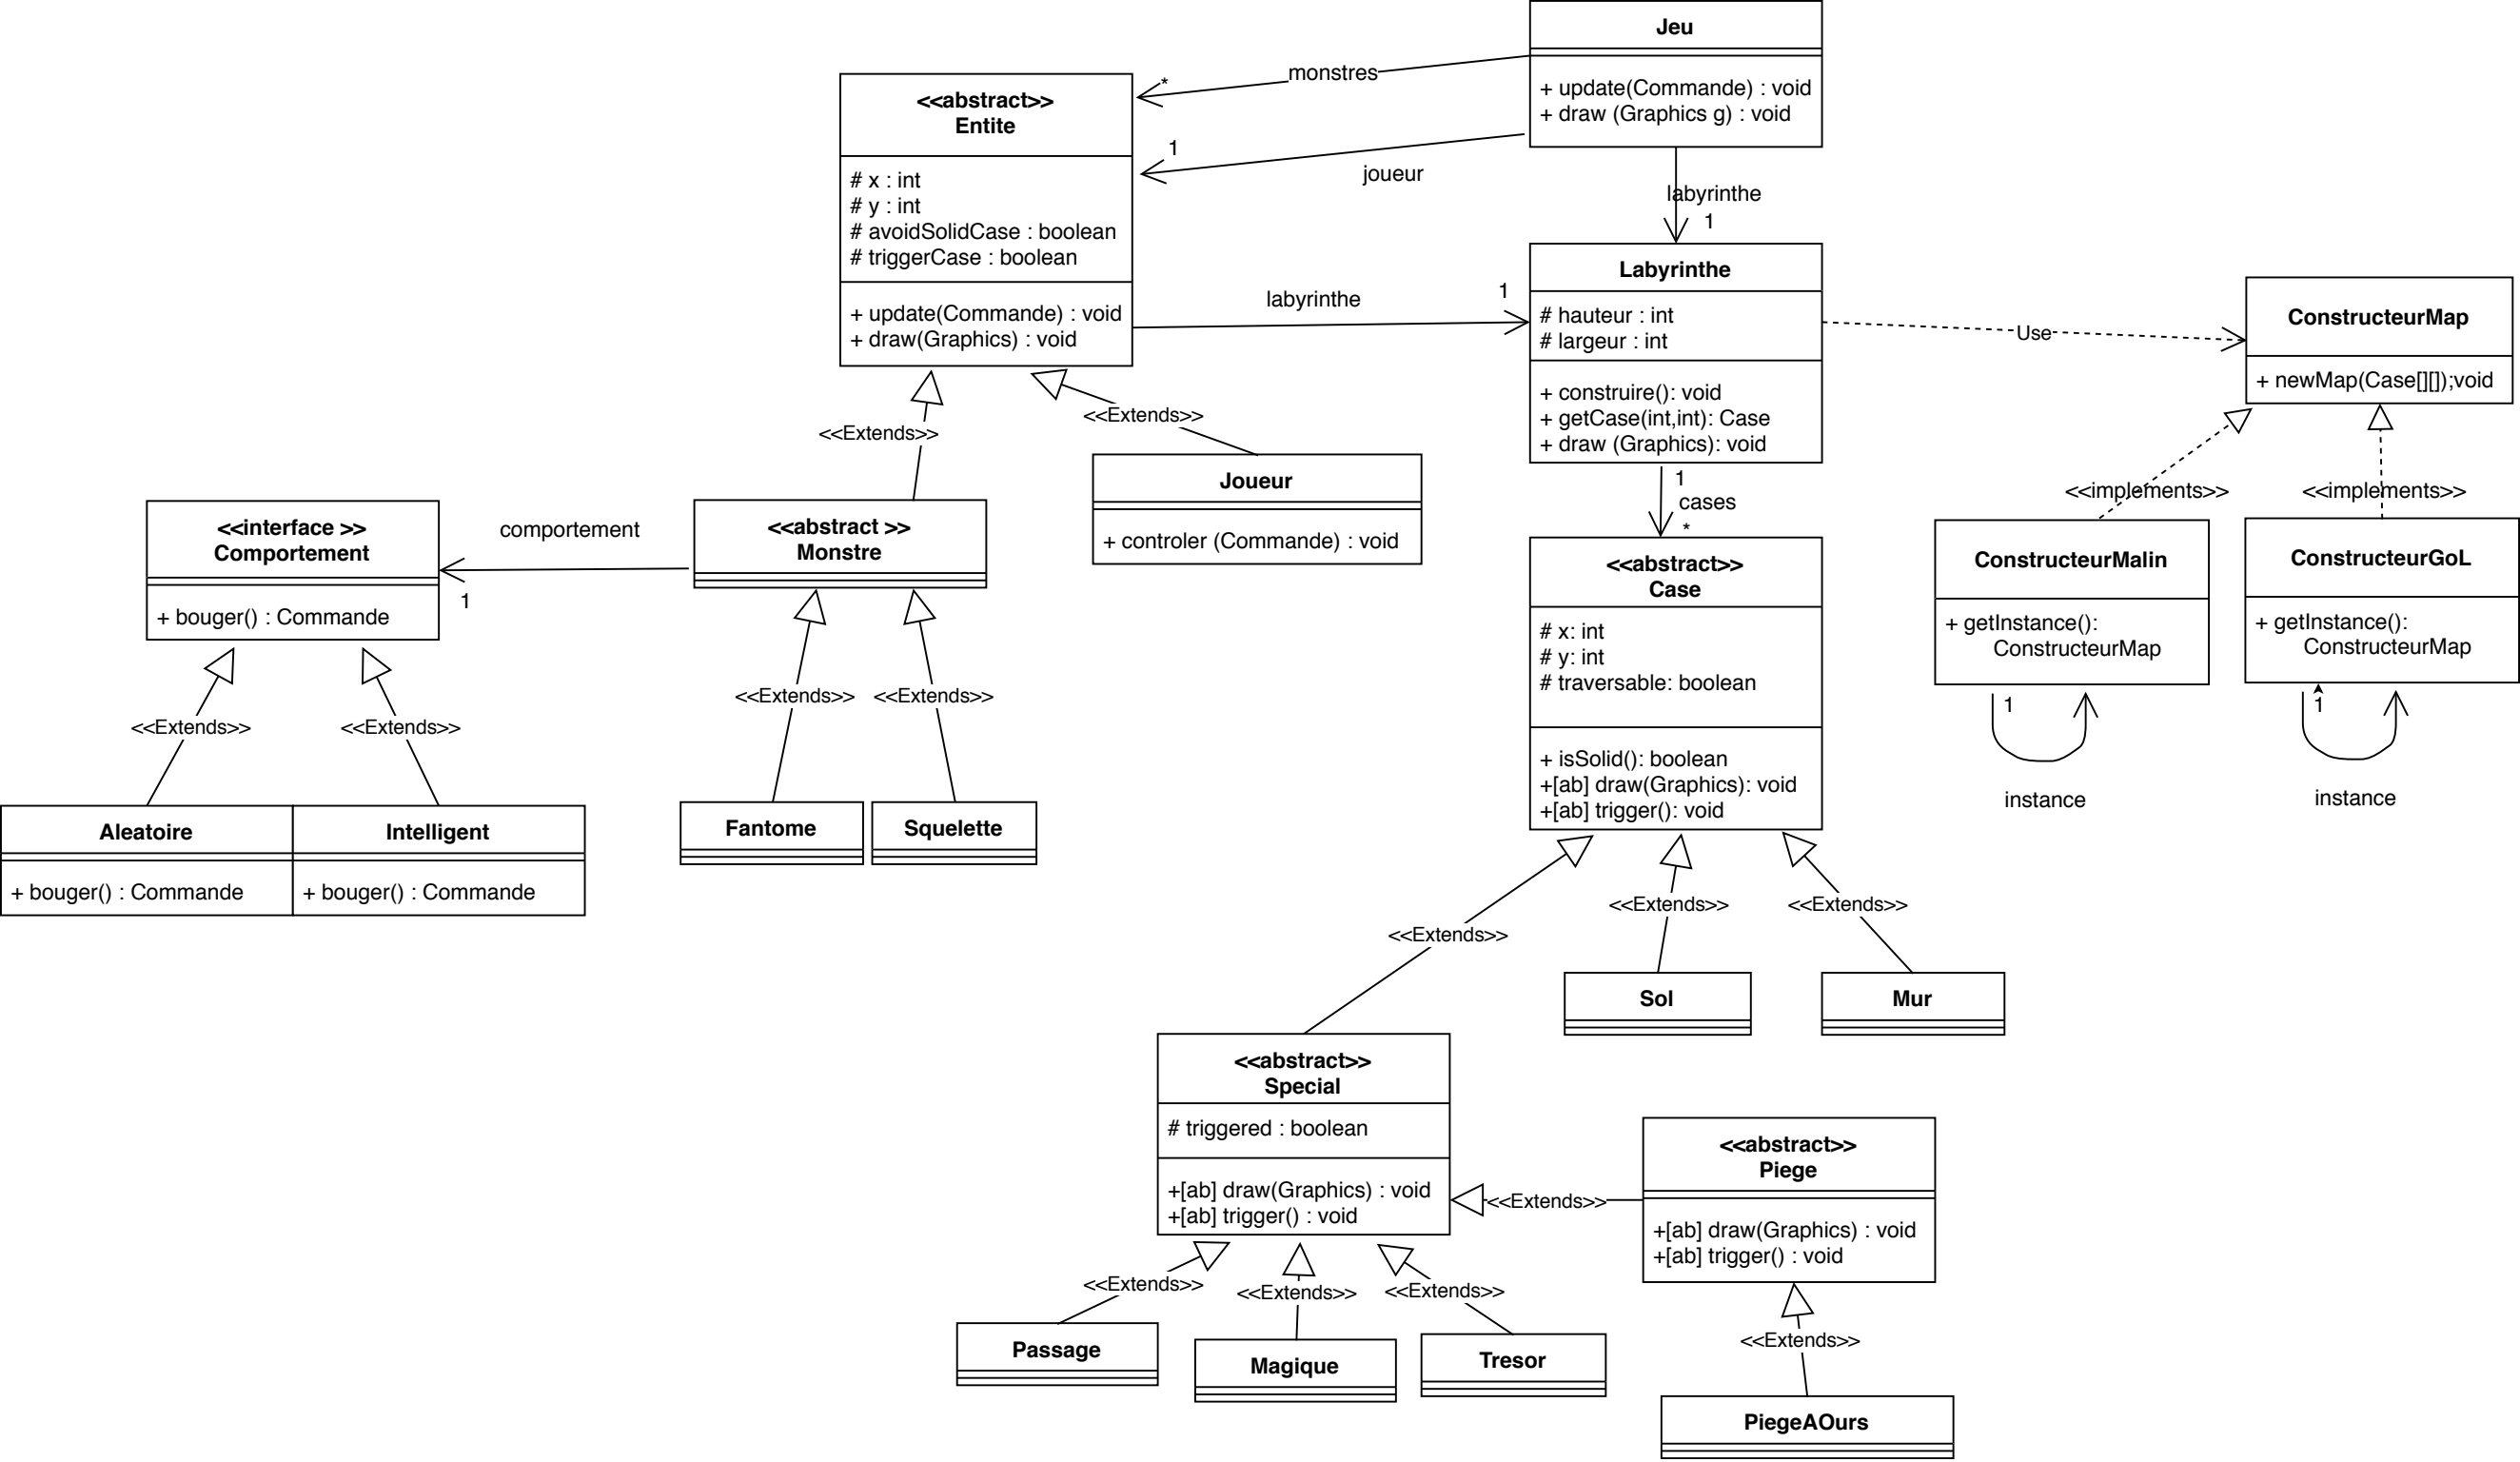 Jeu
+ update(Commande) : void
+ draw (Graphics g) : void
monstres
*
1
joueur
labyrinthe
1
<<abstract>>
Entite
# x : int
# y : int
# avoidSolidCase : boolean
# triggerCase : boolean
+ update(Commande) : void
+ draw(Graphics) : void
labyrinthe
1
Labyrinthe
# hauteur : int
# largeur : int
+ construire(): void
+ getCase(int,int): Case
+ draw (Graphics): void
Use
ConstructeurMap
+ newMap(Case[][]);void
<<Extends>>
<<Extends>>
Joueur
+ controler (Commande) : void
1
cases
*
<<implements>>
<<implements>>
<<interface >>
Comportement
+ bouger() : Commande
comportement
1
<<abstract >>
Monstre
<<abstract>>
Case
# x: int
# y: int
# traversable: boolean
+ isSolid(): boolean
+[ab] draw(Graphics): void
+[ab] trigger(): void
ConstructeurMalin
+ getInstance():
ConstructeurMap
1
instance
ConstructeurGoL
+ getInstance():
ConstructeurMap
1
instance
<<Extends>>
<<Extends>>
<<Extends>>
<<Extends>>
Aleatoire
+ bouger() : Commande
Intelligent
+ bouger() : Commande
Fantome
Squelette
<<Extends>>
<<Extends>>
<<Extends>>
Sol
Mur
<<abstract>>
Special
# triggered : boolean
+[ab] draw(Graphics) : void
+[ab] trigger() : void
<<Extends>>
<<abstract>>
Piege
+[ab] draw(Graphics) : void
+[ab] trigger() : void
<<Extends>>
<<Extends>>
<<Extends>>
<<Extends>>
Passage
Magique
Tresor
PiegeAOurs